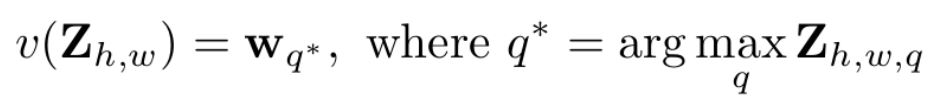 v(𝐙_{h,w}) = 𝐰_{q*}, where q* = arg max_q 𝐙_{h,w,q}